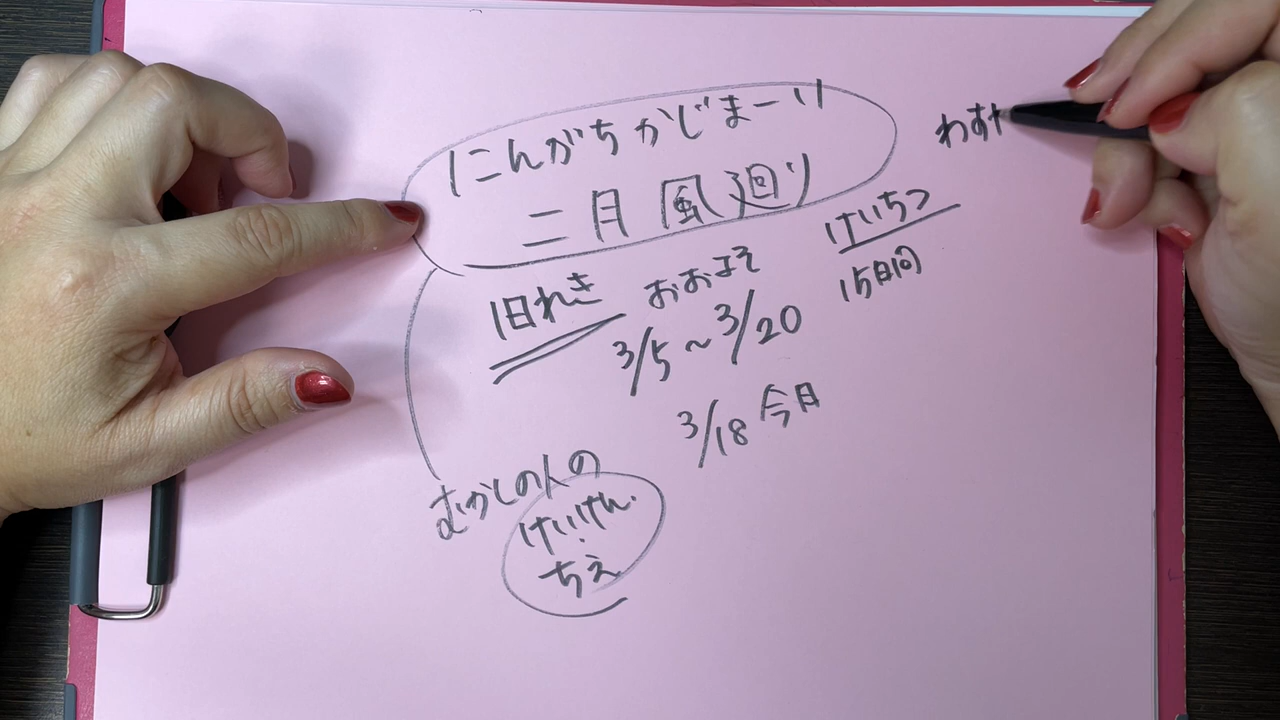 にんがちかじまーい
二月風廻り
旧れき
おおよそ
3/5~3/20
けいちつ
15日間
わす
3/18 今日
むかしの人の
けいけん・
ちえ